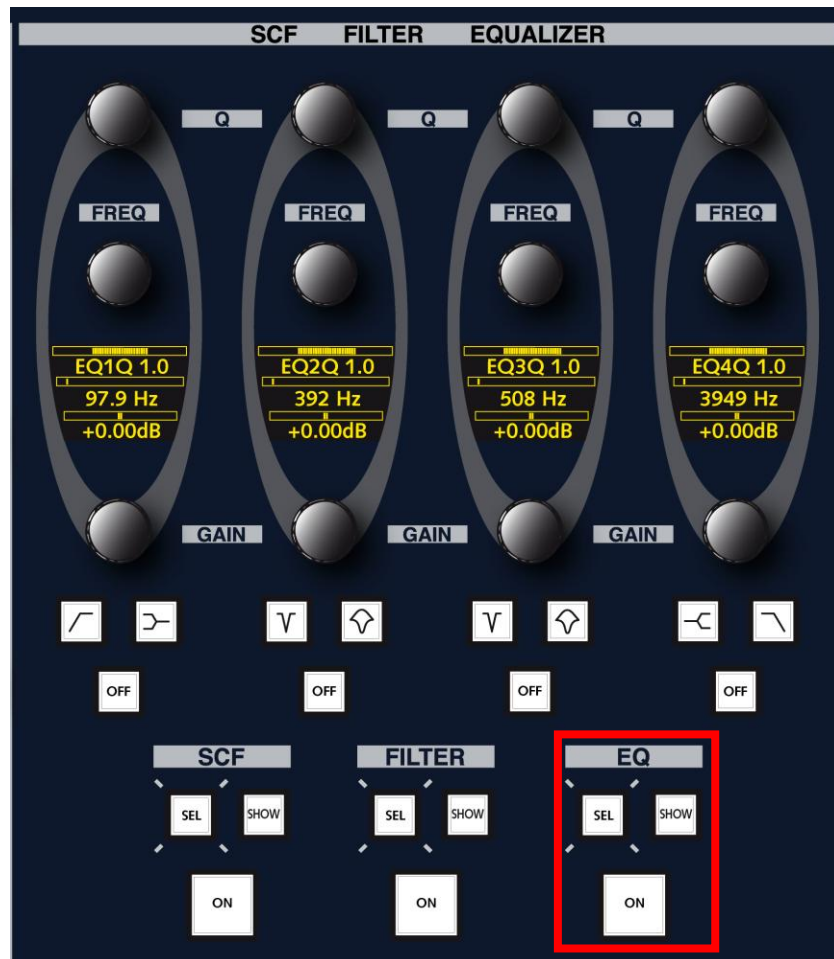 SCF FILTER EQUALIZER
Q Q Q
FREQ FREQ FREQ FREQ
EQ1Q 1.0 EQ2Q 1.0 EQ3Q 1.0 EQ4Q 1.0
97.9 Hz 392 Hz 508 Hz 3949 Hz
+0.00dB +0.00dB +0.00dB +0.00dB
GAIN GAIN GAIN
OFF OFF OFF OFF
SCF FILTER EQ
SEL SHOW SEL SHOW SEL SHOW
ON ON ON